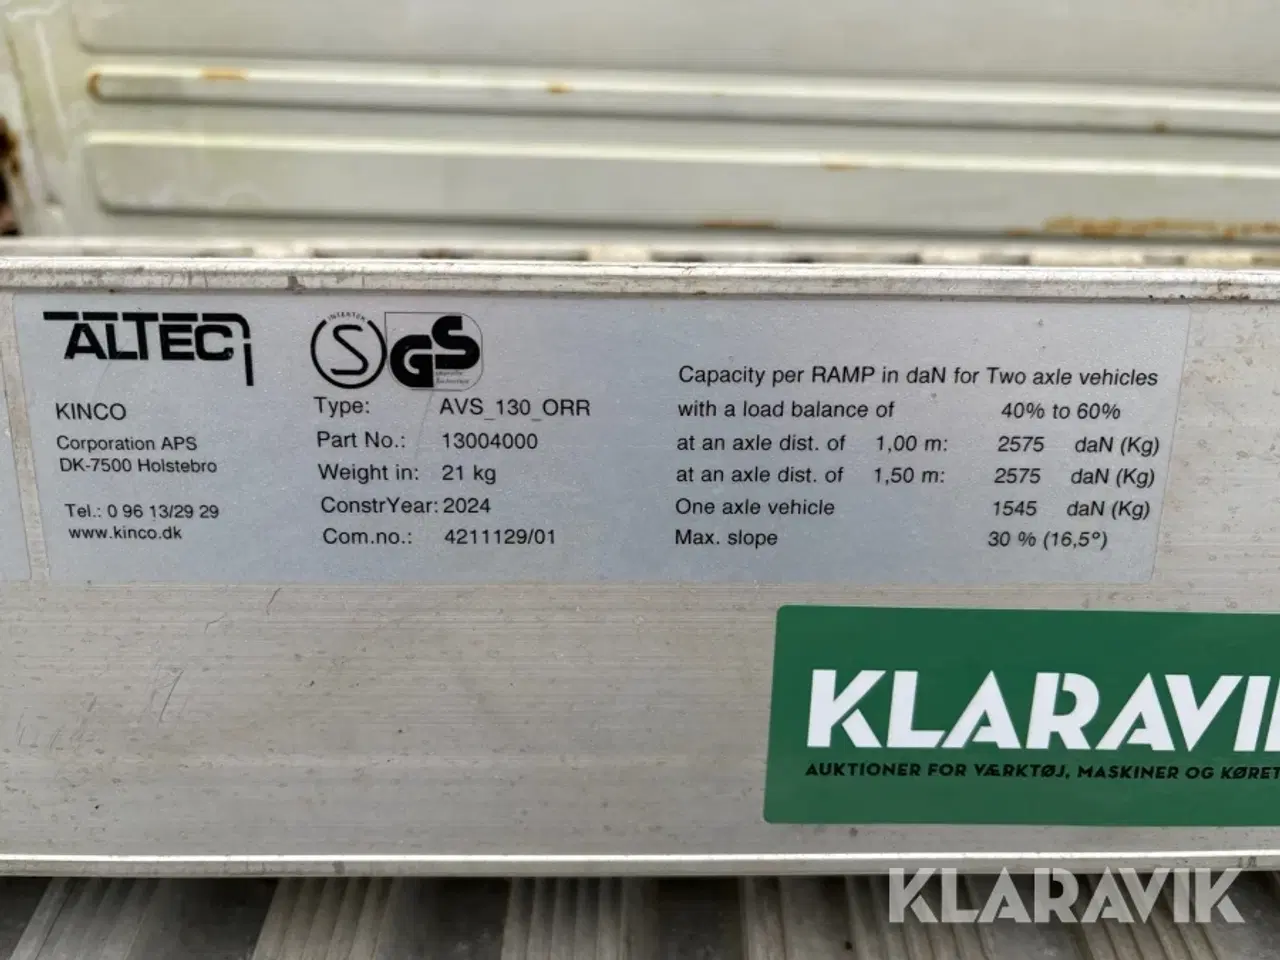 ALTEC
KINCO
Corporation APS
DK-7500 Holstebro
Tel.: 0 96 13/29 29
www.kinco.dk
INTERTEK
S
GS
Type: AVS_130_ORR
Part No.: 13004000
Weight in: 21 kg
ConstrYear: 2024
Com.no.: 4211129/01
Capacity per RAMP in daN for Two axle vehicles
with a load balance of 40% to 60%
at an axle dist. of 1,00 m: 2575 daN (Kg)
at an axle dist. of 1,50 m: 2575 daN (Kg)
One axle vehicle 1545 daN (Kg)
Max. slope 30 % (16,5°)
KLARAVIK
AUKTIONER FOR VÆRKTØJ, MASKINER OG KØRET
KLARAVIK